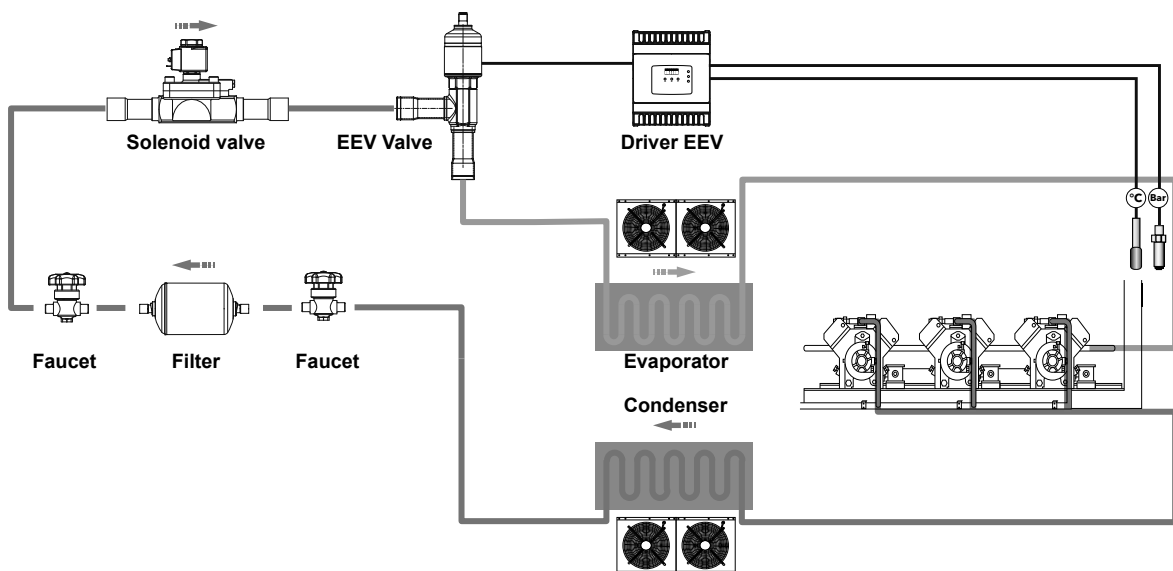 Solenoid valve
EEV Valve
Driver EEV
°C
Bar
Faucet
Filter
Faucet
Evaporator
Condenser